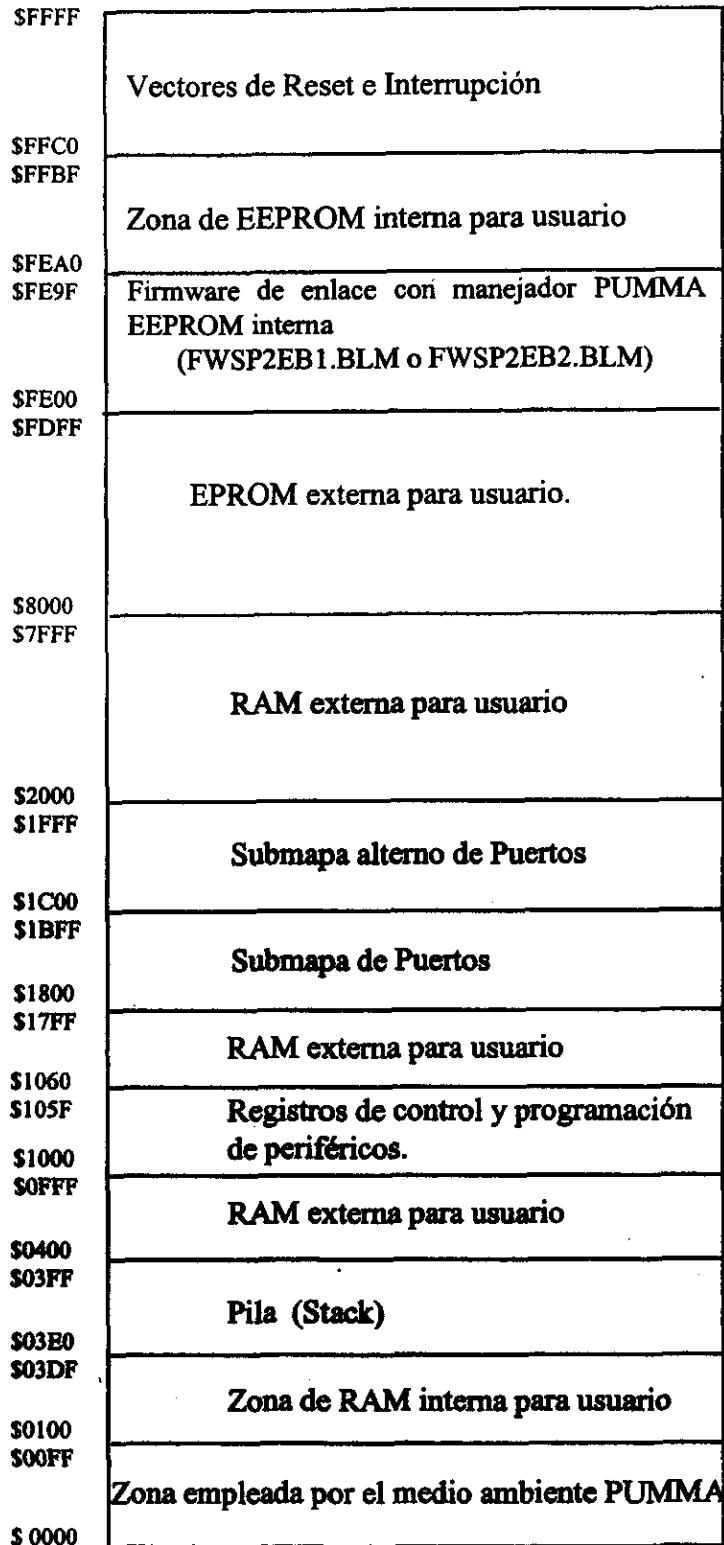 $FFFF
Vectores de Reset e Interrupción
$FFC0
$FFBF
Zona de EEPROM interna para usuario
$FEA0
$FE9F
Firmware de enlace con manejador PUMMA
EEPROM interna
(FWSP2EB1.BLM o FWSP2EB2.BLM)
$FE00
$FDFF
EPROM externa para usuario.
$8000
$7FFF
RAM externa para usuario
$2000
$1FFF
Submapa alterno de Puertos
$1C00
$1BFF
Submapa de Puertos
$1800
$17FF
RAM externa para usuario
$1060
$105F
Registros de control y programación
de periféricos.
$1000
$0FFF
RAM externa para usuario
$0400
$03FF
Pila (Stack)
$03E0
$03DF
Zona de RAM interna para usuario
$0100
$00FF
Zona empleada por el medio ambiente PUMMA
$ 0000